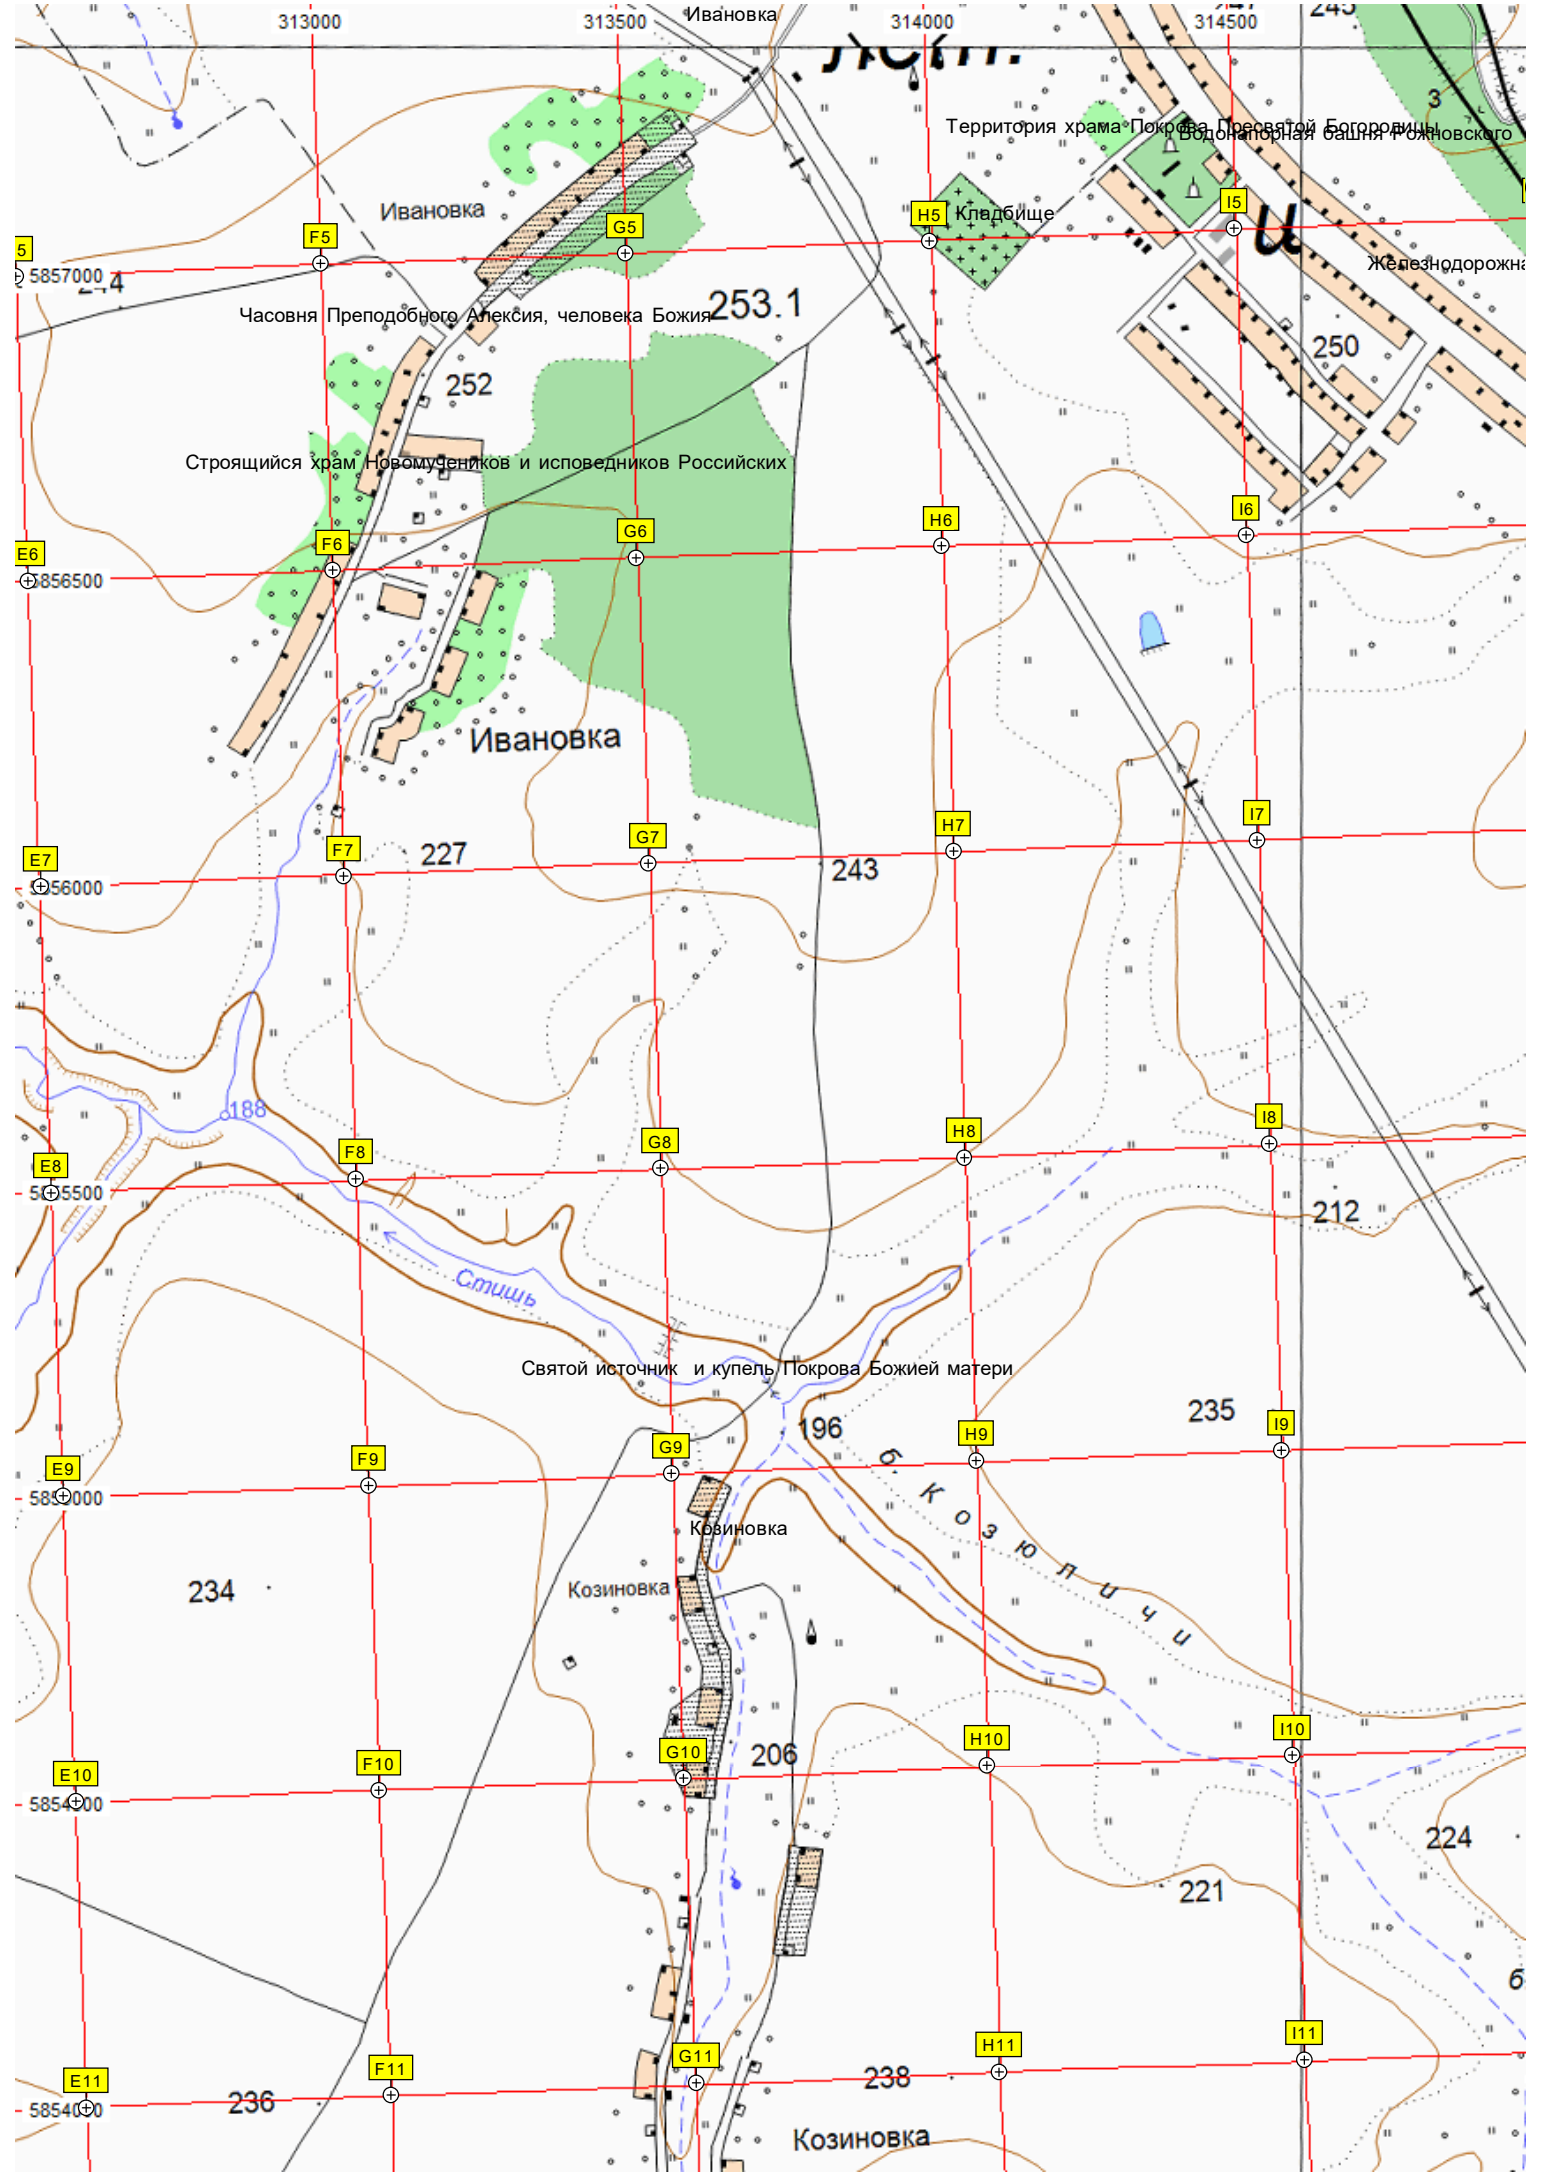 Ивановка
313000 313500 314000 314500
3
Территория храма Покрова Пресвятой Богородицы
Водонапорная башня Рожновского
Ивановка
Кладбище
F5 G5 H5 I5
5
5857000
Железнодорожна
253.1
Часовня Преподобного Алексия, человека Божия
250
252
Строящийся храм Новомучеников и исповедников Российских
E6 F6 G6 H6 I6
Ивановка
E7 F7 G7 H7 I7
227
243
188
E8 F8 G8 H8 I8
212
Стишь
Святой источник и купель Покрова Божией матери
235
196
E9 F9 G9 H9 I9
б. Козюличи
Козиновка
Козиновка
234
206
E10 F10 G10 H10 I10
224
221
б
E11 F11 G11 H11 I11
238
236
Козиновка